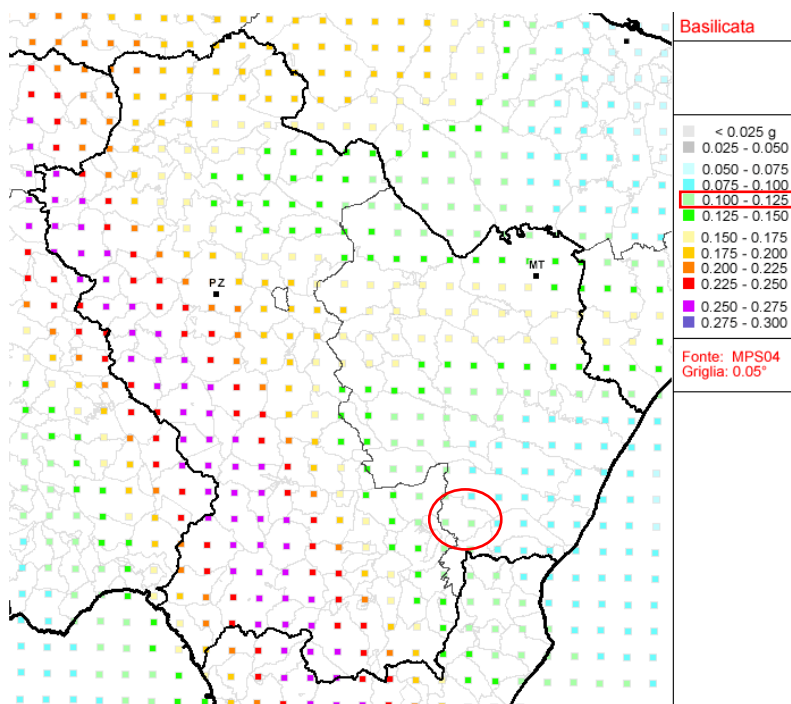 Basilicata
< 0.025 g
0.025 - 0.050
0.050 - 0.075
0.075 - 0.100
0.100 - 0.125
0.125 - 0.150
0.150 - 0.175
0.175 - 0.200
0.200 - 0.225
0.225 - 0.250
0.250 - 0.275
0.275 - 0.300
Fonte: MPS04
Griglia: 0.05°
MT
PZ